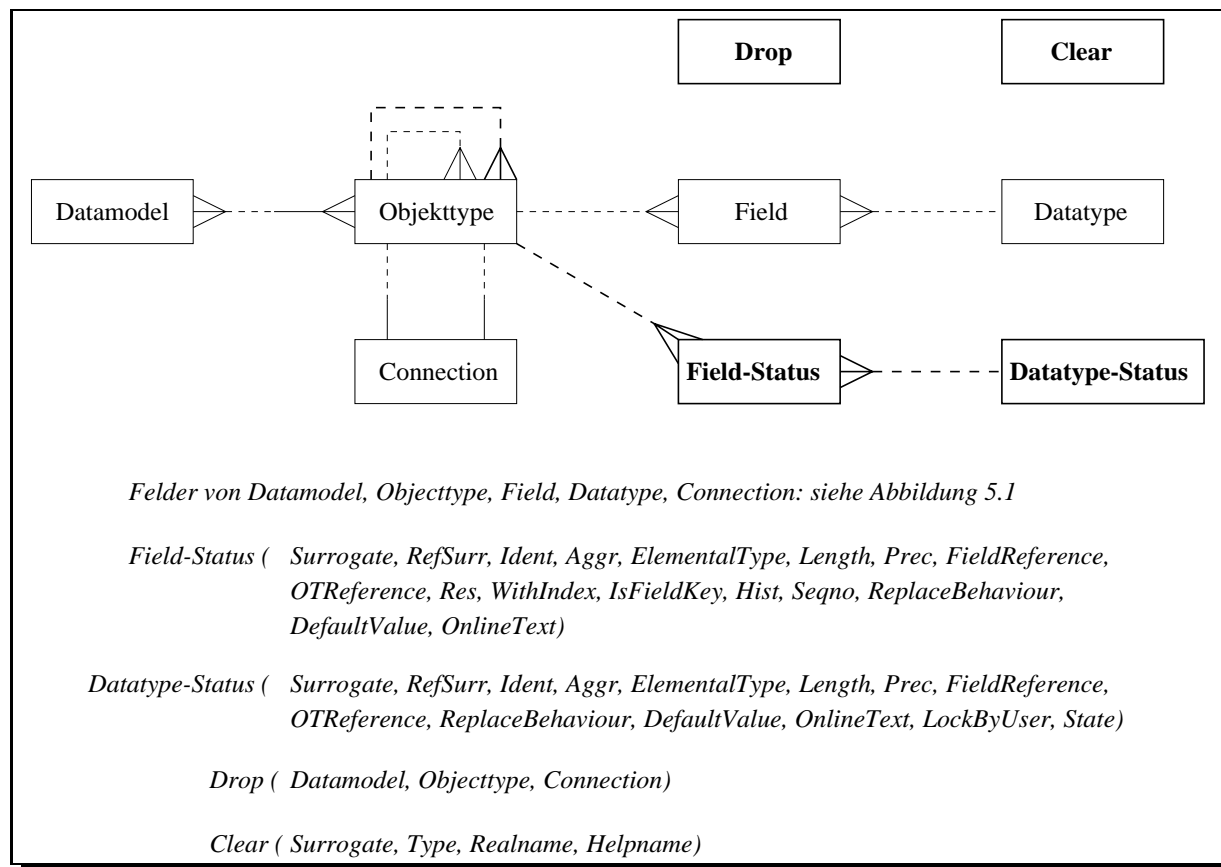 Drop
Clear
Datamodel
Objekttype
Field
Datatype
Connection
Field-Status
Datatype-Status
Felder von Datamodel, Objecttype, Field, Datatype, Connection: siehe Abbildung 5.1
Field-Status ( Surrogate, RefSurr, Ident, Aggr, ElementalType, Length, Prec, FieldReference,
OTReference, Res, WithIndex, IsFieldKey, Hist, Seqno, ReplaceBehaviour,
DefaultValue, OnlineText)
Datatype-Status ( Surrogate, RefSurr, Ident, Aggr, ElementalType, Length, Prec, FieldReference,
OTReference, ReplaceBehaviour, DefaultValue, OnlineText, LockByUser, State)
Drop ( Datamodel, Objecttype, Connection)
Clear ( Surrogate, Type, Realname, Helpname)